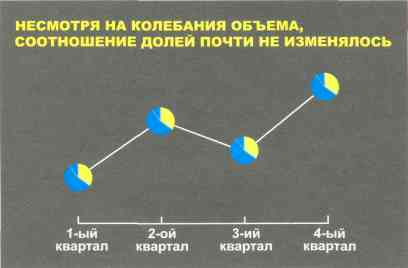 НЕСМОТРЯ НА КОЛЕБАНИЯ ОБЪЕМА,
СООТНОШЕНИЕ ДОЛЕЙ ПОЧТИ НЕ ИЗМЕНЯЛОСЬ
1-ый 2-ой 3-ий 4-ый
квартал квартал квартал квартал